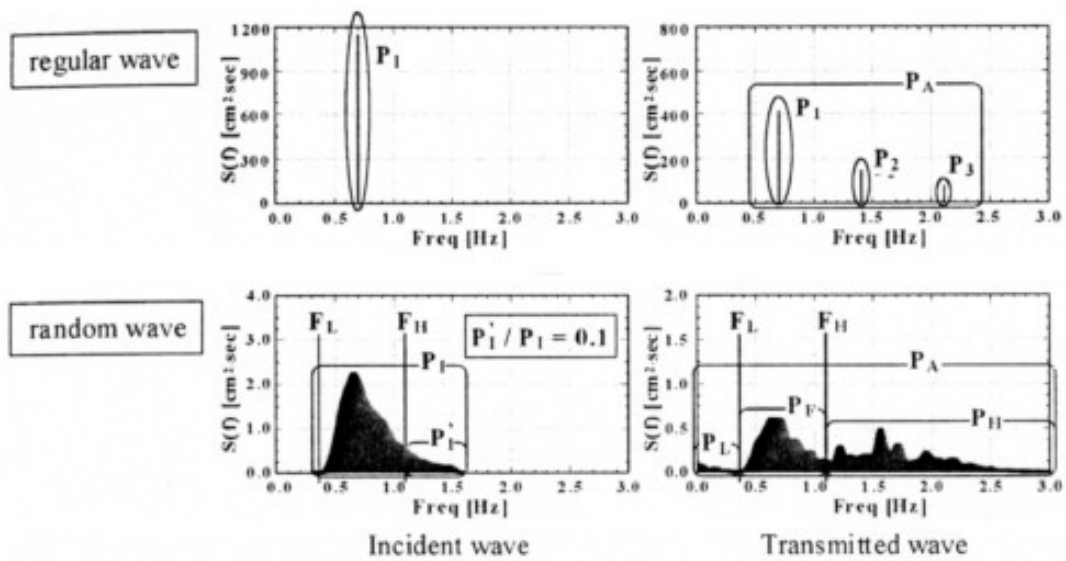 regular wave
S(f) [cm²sec]
1200
900
600
300
0
P1
0.0 0.5 1.0 1.5 2.0 2.5 3.0
Freq [Hz]
S(f) [cm²sec]
800
600
400
200
0
PA
P1
P2
P3
0.0 0.5 1.0 1.5 2.0 2.5 3.0
Freq [Hz]
random wave
S(f) [cm²sec]
4.0
3.0
2.0
1.0
0.0
FL FH
P1
P1'
P1' / P1 = 0.1
0.0 0.5 1.0 1.5 2.0 2.5 3.0
Freq [Hz]
S(f) [cm²sec]
2.0
1.5
1.0
0.5
0.0
FL FH
PA
PF
PH
PL
0.0 0.5 1.0 1.5 2.0 2.5 3.0
Freq [Hz]
Incident wave
Transmitted wave